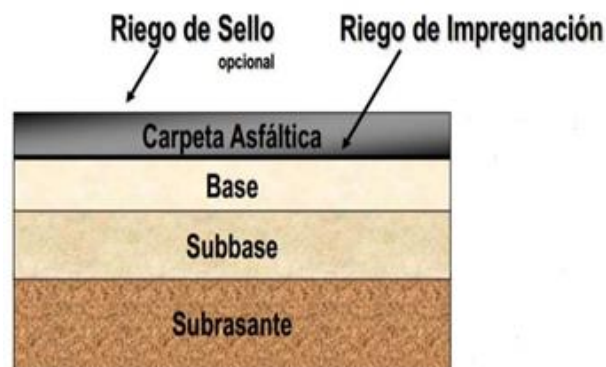 Riego de Sello
opcional
Riego de Impregnación
Carpeta Asfáltica
Base
Subbase
Subrasante